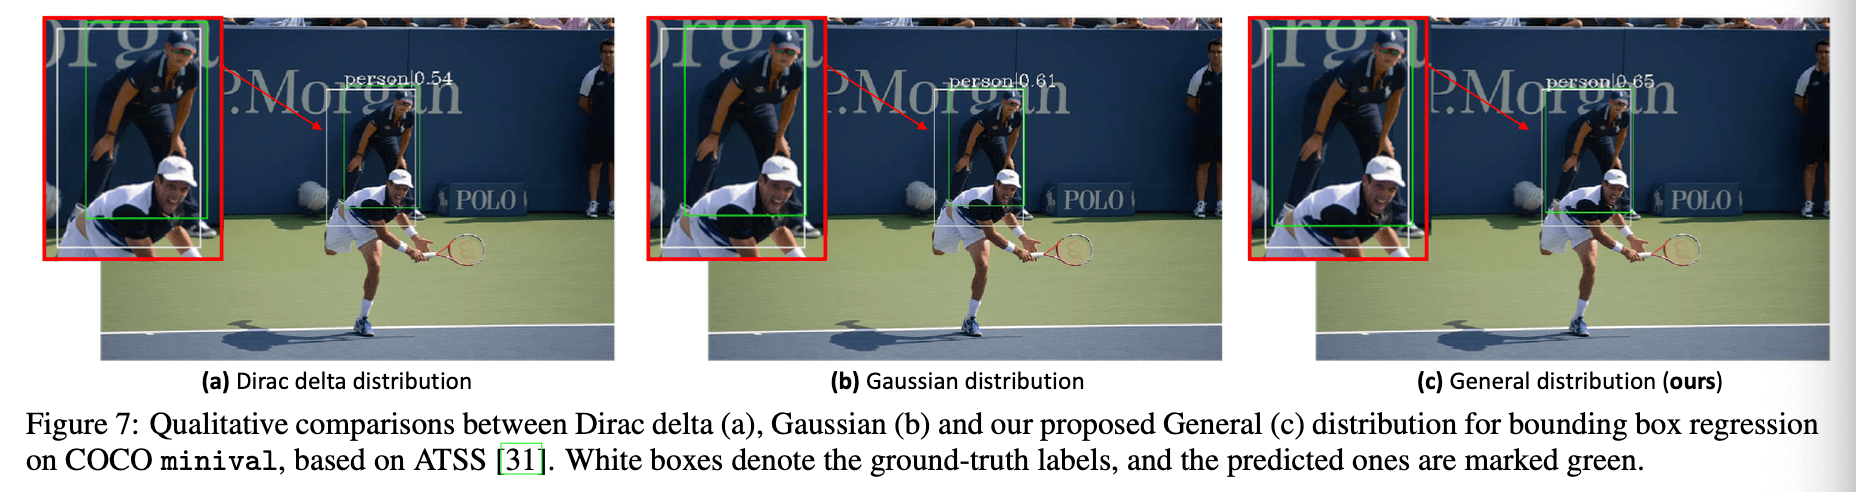 orga
P.Morgan
person|0.54
POLO
orga
P.Morgan
person|0.61
POLO
orga
P.Morgan
person|0.65
POLO
(a) Dirac delta distribution
(b) Gaussian distribution
(c) General distribution (ours)
Figure 7: Qualitative comparisons between Dirac delta (a), Gaussian (b) and our proposed General (c) distribution for bounding box regression
on COCO minival, based on ATSS [31]. White boxes denote the ground-truth labels, and the predicted ones are marked green.